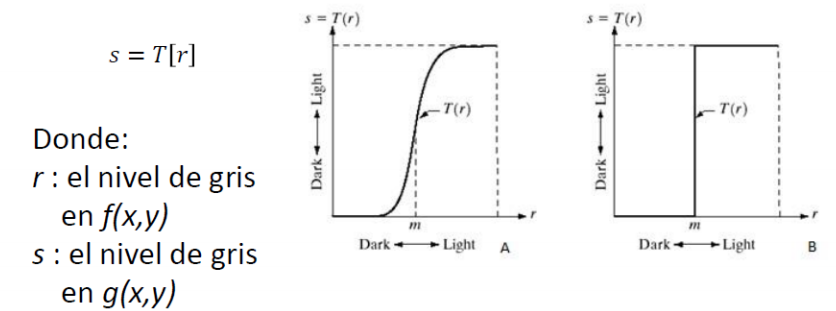 s = T[r]
Donde:
r : el nivel de gris
en f(x,y)
s : el nivel de gris
en g(x,y)
s = T(r)
Dark ↔ Light
T(r)
r
m
Dark ↔ Light
A
s = T(r)
Dark ↔ Light
T(r)
r
m
Dark ↔ Light
B